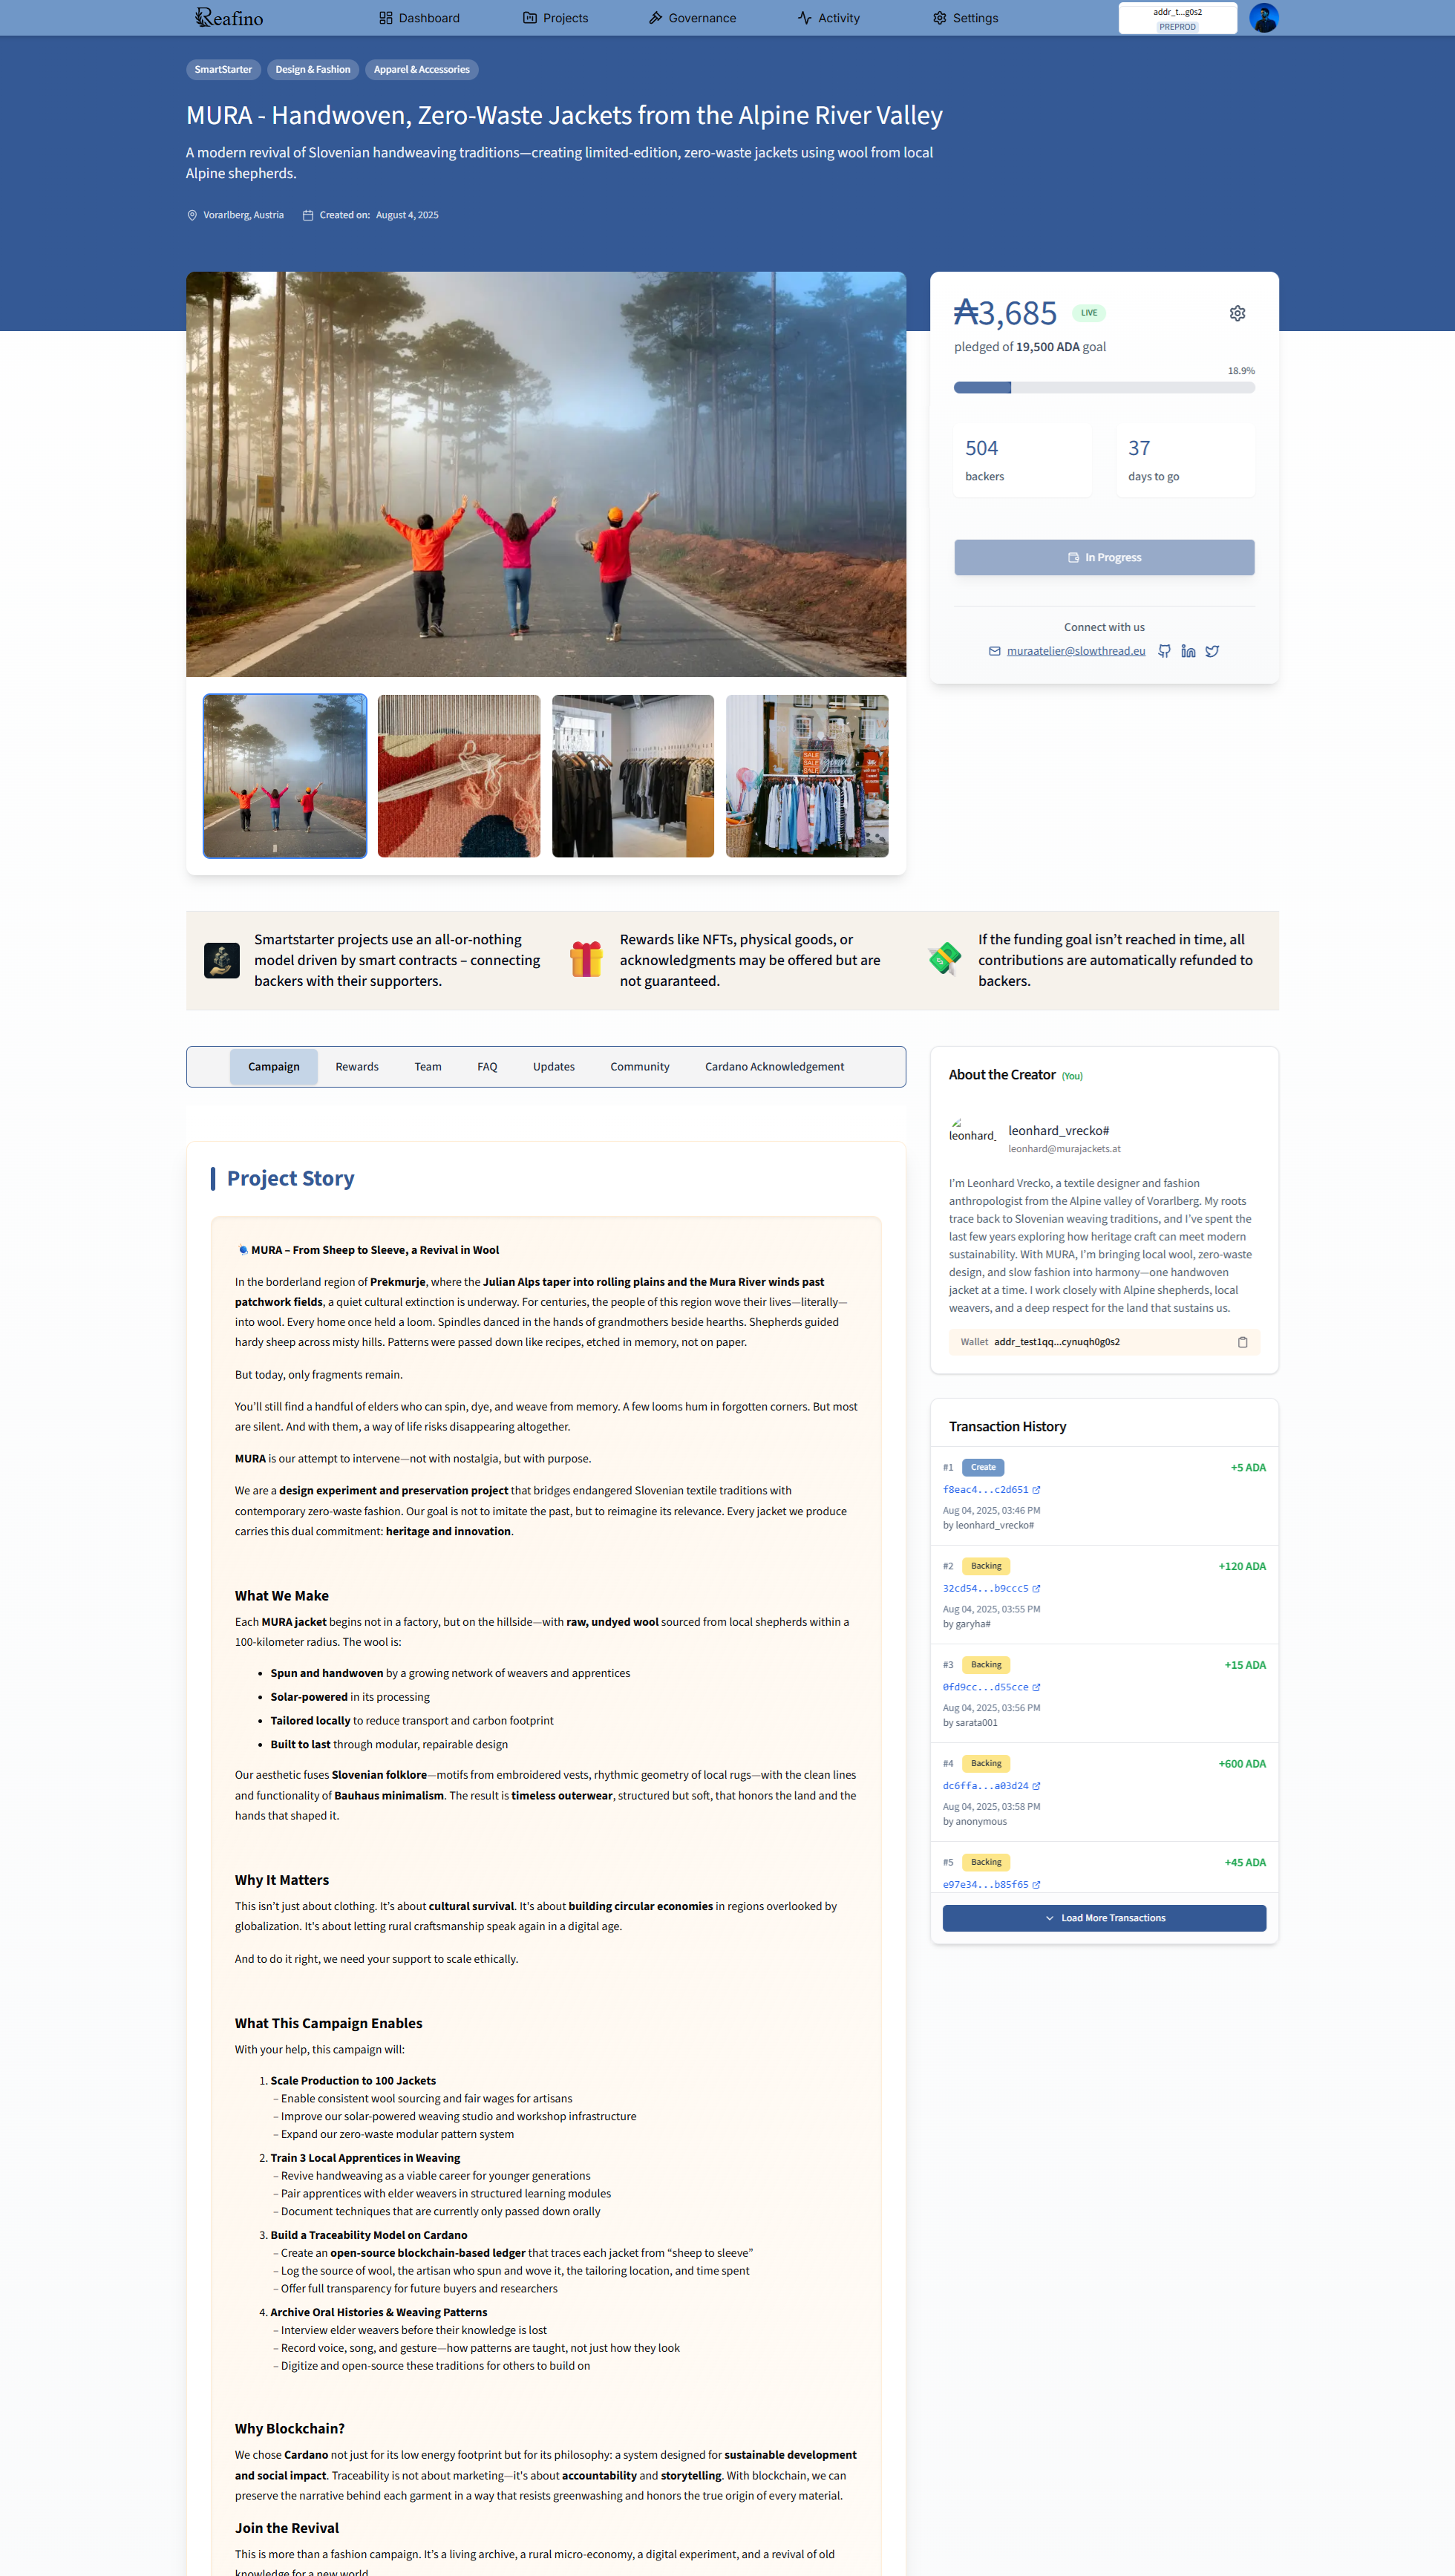 Reafino
Dashboard
Projects
Governance
Activity
Settings
addr_t...g0s2
PREPROD
SmartStarter
Design & Fashion
Apparel & Accessories
MURA - Handwoven, Zero-Waste Jackets from the Alpine River Valley
A modern revival of Slovenian handweaving traditions—creating limited-edition, zero-waste jackets using wool from local
Alpine shepherds.
Vorarlberg, Austria
Created on: August 4, 2025
₳3,685
LIVE
pledged of 19,500 ADA goal
18.9%
504
backers
37
days to go
In Progress
Connect with us
muraatelier@slowthread.eu
SALE
SALE
SALE
Smartstarter projects use an all-or-nothing
model driven by smart contracts – connecting
backers with their supporters.
Rewards like NFTs, physical goods, or
acknowledgments may be offered but are
not guaranteed.
If the funding goal isn't reached in time, all
contributions are automatically refunded to
backers.
Campaign
Rewards
Team
FAQ
Updates
Community
Cardano Acknowledgement
Project Story
MURA – From Sheep to Sleeve, a Revival in Wool
In the borderland region of Prekmurje, where the Julian Alps taper into rolling plains and the Mura River winds past
patchwork fields, a quiet cultural extinction is underway. For centuries, the people of this region wove their lives—literally—
into wool. Every home once held a loom. Spindles danced in the hands of grandmothers beside hearths. Shepherds guided
hardy sheep across misty hills. Patterns were passed down like recipes, etched in memory, not on paper.
But today, only fragments remain.
You'll still find a handful of elders who can spin, dye, and weave from memory. A few looms hum in forgotten corners. But most
are silent. And with them, a way of life risks disappearing altogether.
MURA is our attempt to intervene—not with nostalgia, but with purpose.
We are a design experiment and preservation project that bridges endangered Slovenian textile traditions with
contemporary zero-waste fashion. Our goal is not to imitate the past, but to reimagine its relevance. Every jacket we produce
carries this dual commitment: heritage and innovation.
What We Make
Each MURA jacket begins not in a factory, but on the hillside—with raw, undyed wool sourced from local shepherds within a
100-kilometer radius. The wool is:
• Spun and handwoven by a growing network of weavers and apprentices
• Solar-powered in its processing
• Tailored locally to reduce transport and carbon footprint
• Built to last through modular, repairable design
Our aesthetic fuses Slovenian folklore—motifs from embroidered vests, rhythmic geometry of local rugs—with the clean lines
and functionality of Bauhaus minimalism. The result is timeless outerwear, structured but soft, that honors the land and the
hands that shaped it.
Why It Matters
This isn't just about clothing. It's about cultural survival. It's about building circular economies in regions overlooked by
globalization. It's about letting rural craftsmanship speak again in a digital age.
And to do it right, we need your support to scale ethically.
What This Campaign Enables
With your help, this campaign will:
1. Scale Production to 100 Jackets
– Enable consistent wool sourcing and fair wages for artisans
– Improve our solar-powered weaving studio and workshop infrastructure
– Expand our zero-waste modular pattern system
2. Train 3 Local Apprentices in Weaving
– Revive handweaving as a viable career for younger generations
– Pair apprentices with elder weavers in structured learning modules
– Document techniques that are currently only passed down orally
3. Build a Traceability Model on Cardano
– Create an open-source blockchain-based ledger that traces each jacket from “sheep to sleeve”
– Log the source of wool, the artisan who spun and wove it, the tailoring location, and time spent
– Offer full transparency for future buyers and researchers
4. Archive Oral Histories & Weaving Patterns
– Interview elder weavers before their knowledge is lost
– Record voice, song, and gesture—how patterns are taught, not just how they look
– Digitize and open-source these traditions for others to build on
Why Blockchain?
We chose Cardano not just for its low energy footprint but for its philosophy: a system designed for sustainable development
and social impact. Traceability is not about marketing—it's about accountability and storytelling. With blockchain, we can
preserve the narrative behind each garment in a way that resists greenwashing and honors the true origin of every material.
Join the Revival
This is more than a fashion campaign. It's a living archive, a rural micro-economy, a digital experiment, and a revival of old
knowledge for a new world.
About the Creator (You)
leonhard_
leonhard_vrecko#
leonhard@murajackets.at
I'm Leonhard Vrecko, a textile designer and fashion
anthropologist from the Alpine valley of Vorarlberg. My roots
trace back to Slovenian weaving traditions, and I've spent the
last few years exploring how heritage craft can meet modern
sustainability. With MURA, I'm bringing local wool, zero-waste
design, and slow fashion into harmony—one handwoven
jacket at a time. I work closely with Alpine shepherds, local
weavers, and a deep respect for the land that sustains us.
Wallet addr_test1qq...cynuqh0g0s2
Transaction History
#1 Create +5 ADA
f8eac4...c2d651
Aug 04, 2025, 03:46 PM
by leonhard_vrecko#
#2 Backing +120 ADA
32cd54...b9ccc5
Aug 04, 2025, 03:55 PM
by garyha#
#3 Backing +15 ADA
0fd9cc...d55cce
Aug 04, 2025, 03:56 PM
by sarata001
#4 Backing +600 ADA
dc6ffa...a03d24
Aug 04, 2025, 03:58 PM
by anonymous
#5 Backing +45 ADA
e97e34...b85f65
Load More Transactions